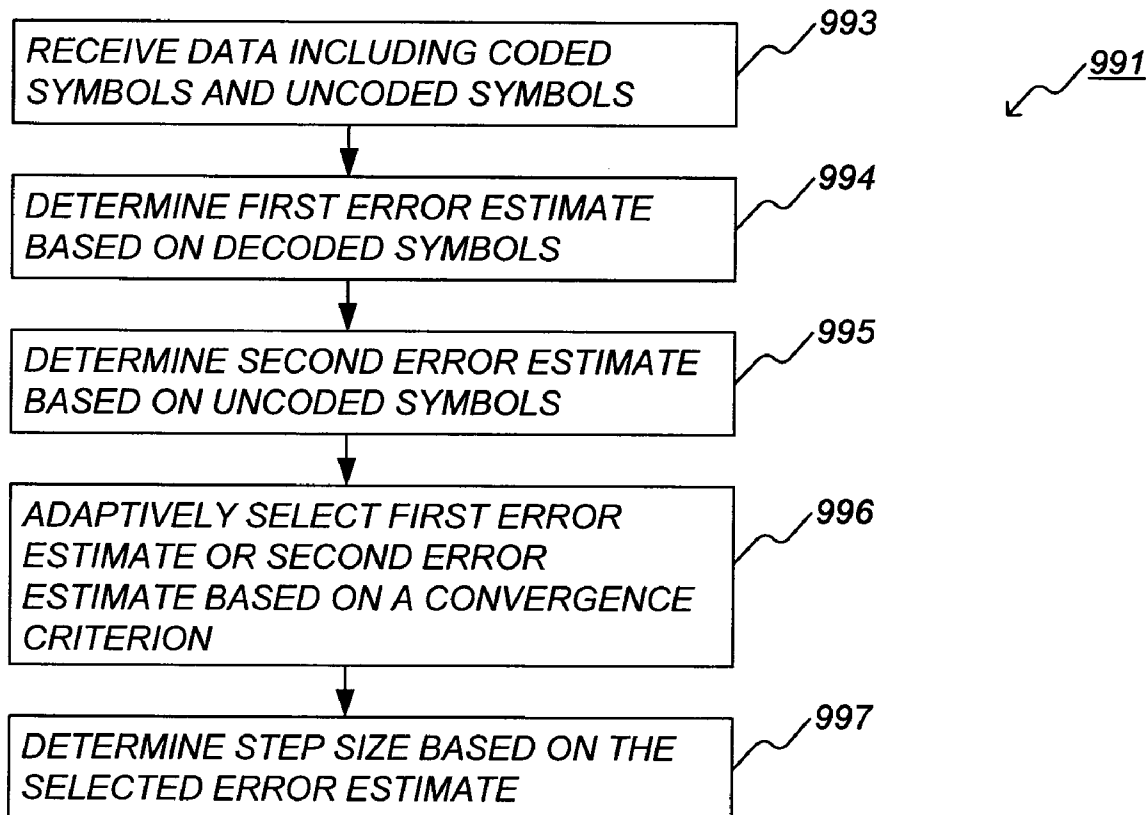 993
RECEIVE DATA INCLUDING CODED
SYMBOLS AND UNCODED SYMBOLS
991
994
DETERMINE FIRST ERROR ESTIMATE
BASED ON DECODED SYMBOLS
995
DETERMINE SECOND ERROR ESTIMATE
BASED ON UNCODED SYMBOLS
996
ADAPTIVELY SELECT FIRST ERROR
ESTIMATE OR SECOND ERROR
ESTIMATE BASED ON A CONVERGENCE
CRITERION
997
DETERMINE STEP SIZE BASED ON THE
SELECTED ERROR ESTIMATE